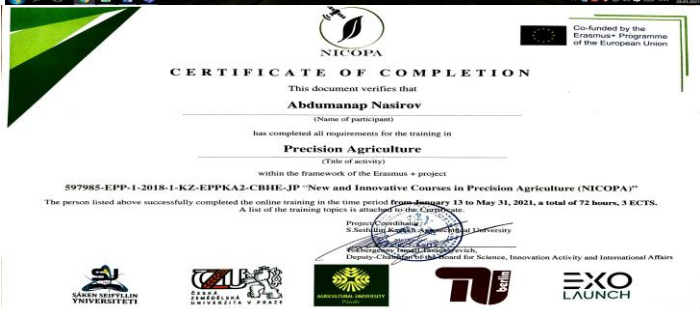 NICOPA
Co-funded by the
Erasmus+ Programme
of the European Union
CERTIFICATE OF COMPLETION
This document verifies that
Abdumanap Nasirov
(Name of participant)
has completed all requirements for the training in
Precision Agriculture
(Title of activity)
within the framework of the Erasmus + project
597985-EPP-1-2018-1-KZ-EPPKA2-CBHE-JP "New and Innovative Courses in Precision Agriculture (NICOPA)"
The person listed above successfully completed the online training in the time period from January 13 to May 31, 2021, a total of 72 hours, 3 ECTS.
A list of the training topics is attached to the Certificate.
Project Coordinator
S.Seifullin Kazakh Agrotechnical University
Deputy-Chairman of the Board for Science, Innovation Activity and International Affairs
SÁKEN SEIFÝLLIN
ÝNIVERSITETI
ČESKÁ
ZEMĚDĚLSKÁ
UNIVERZITA V PRAZE
AGRICULTURAL UNIVERSITY
Plovdiv
berlin
EXO
LAUNCH